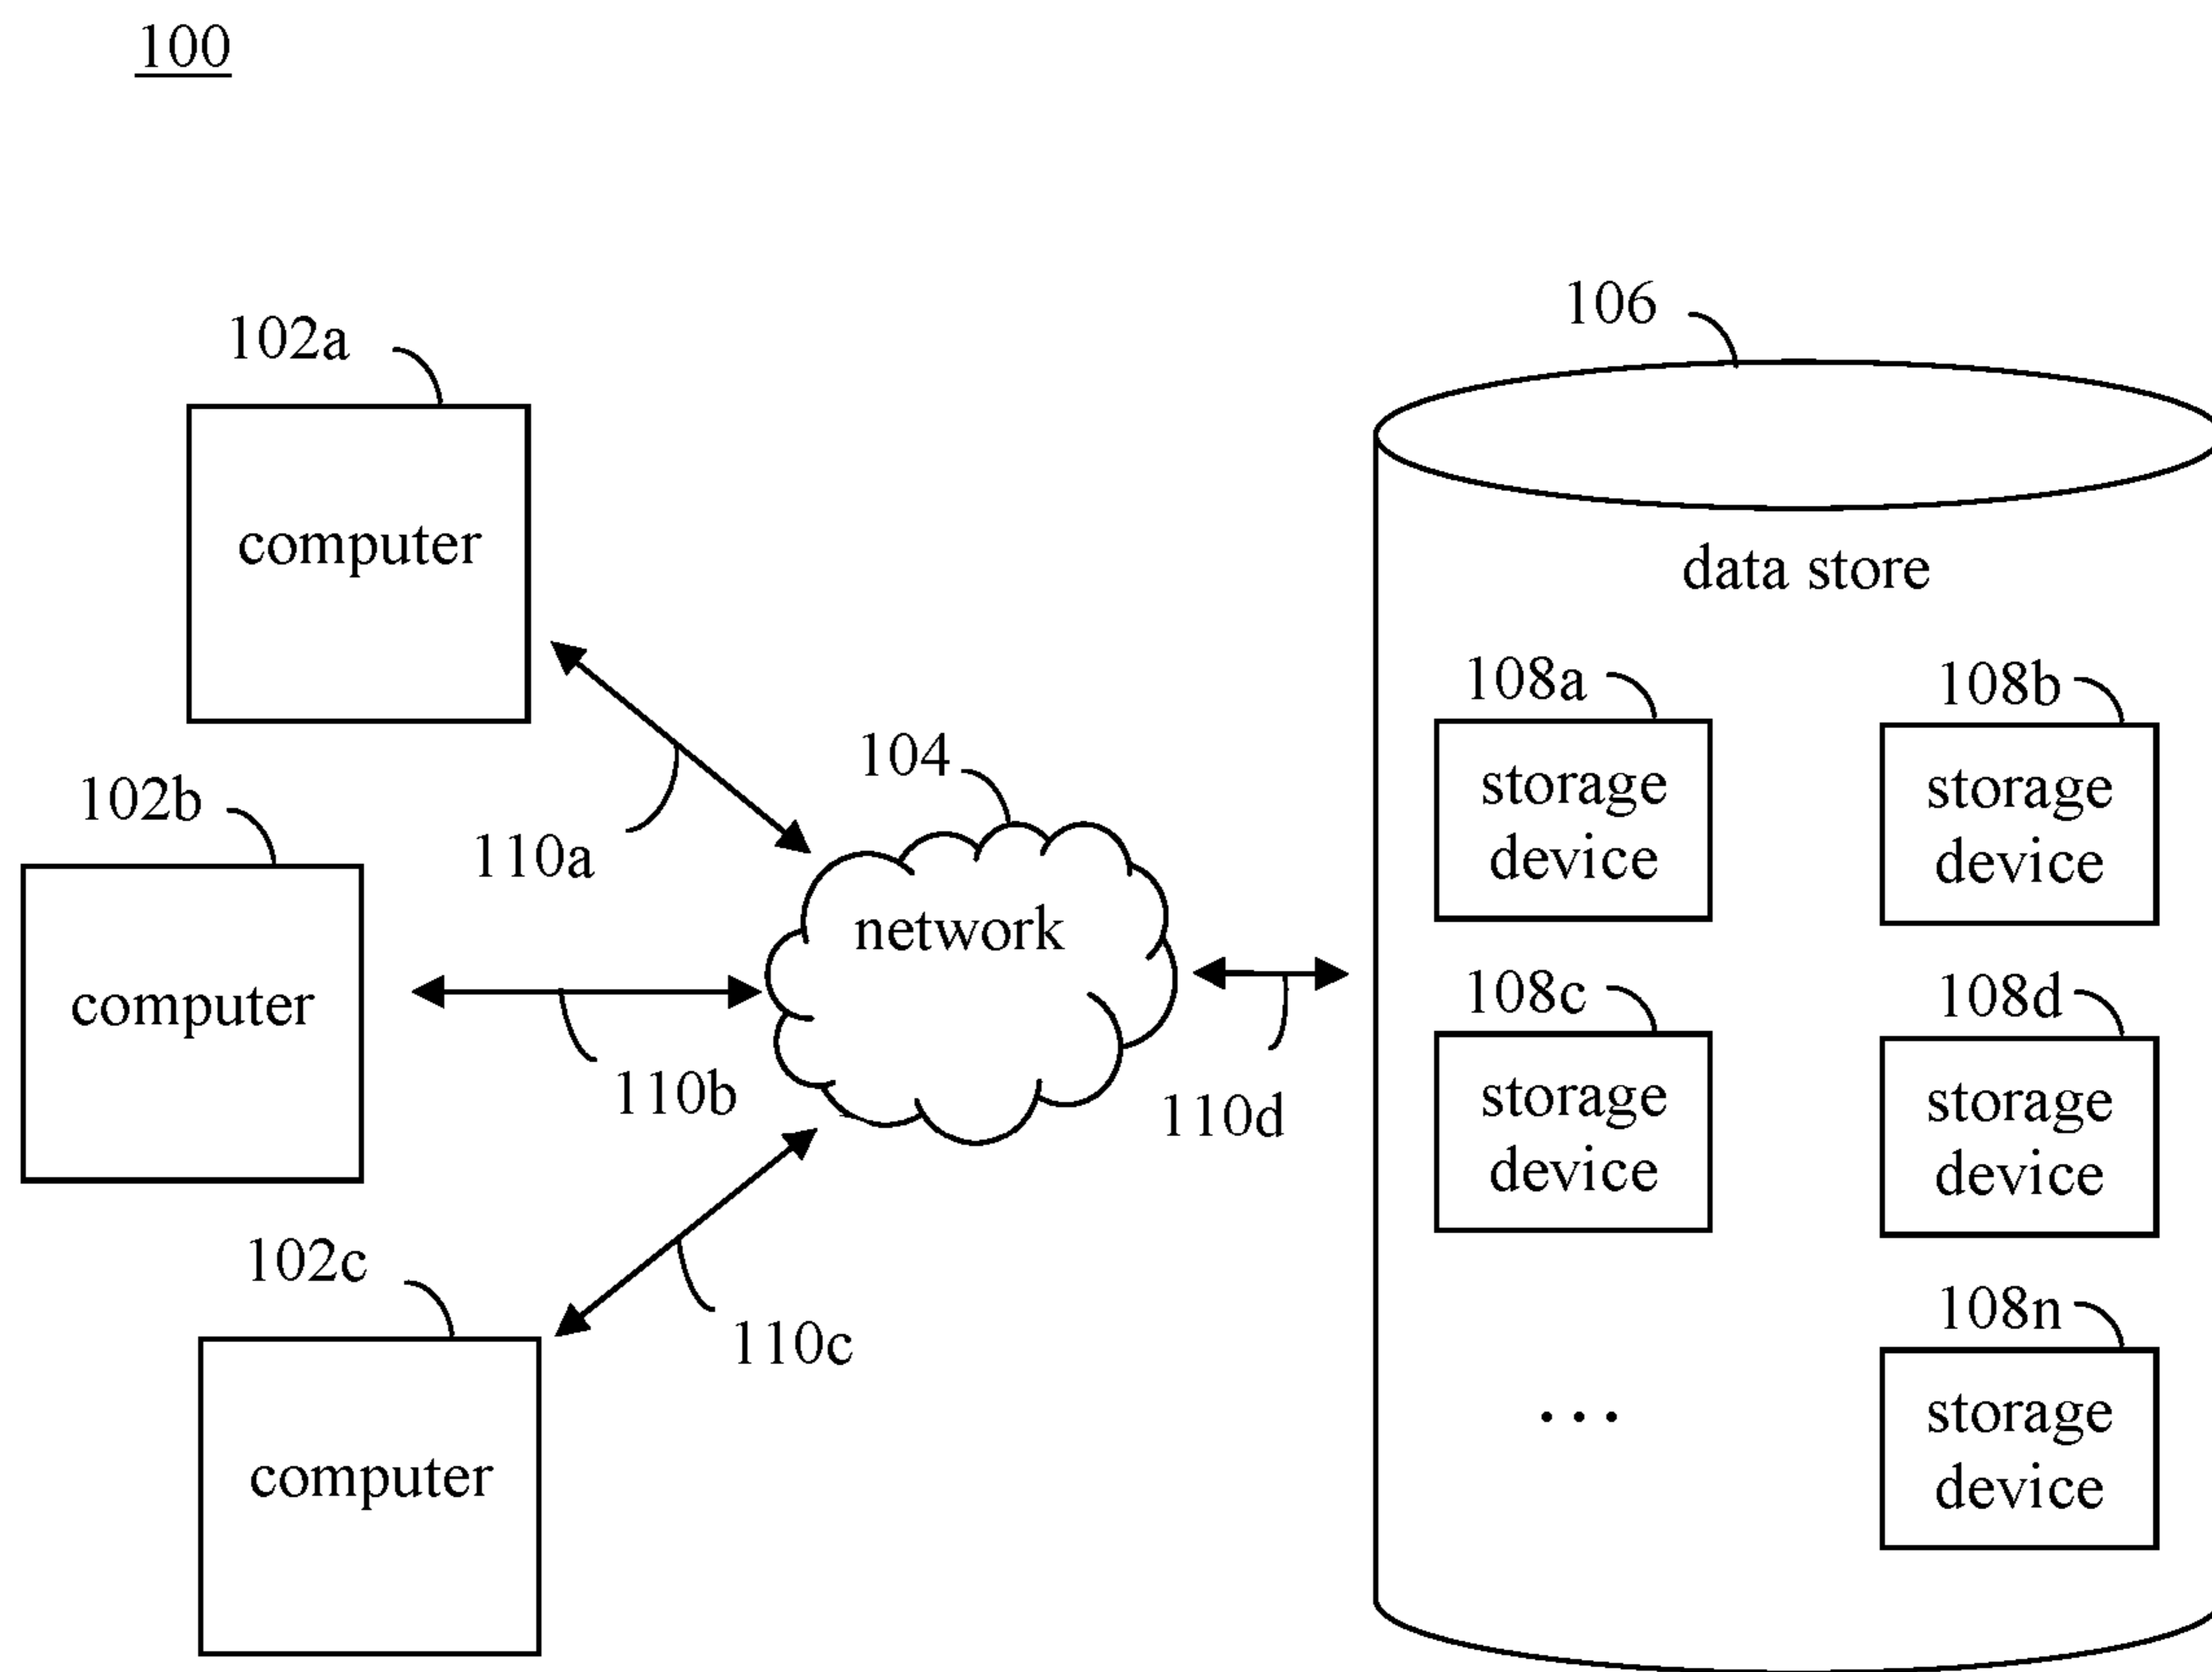 100
106
102a
computer
data store
108a
108b
storage
device
storage
device
104
102b
110a
network
computer
108c
108d
110b
110d
storage
device
storage
device
102c
110c
108n
computer
...
storage
device